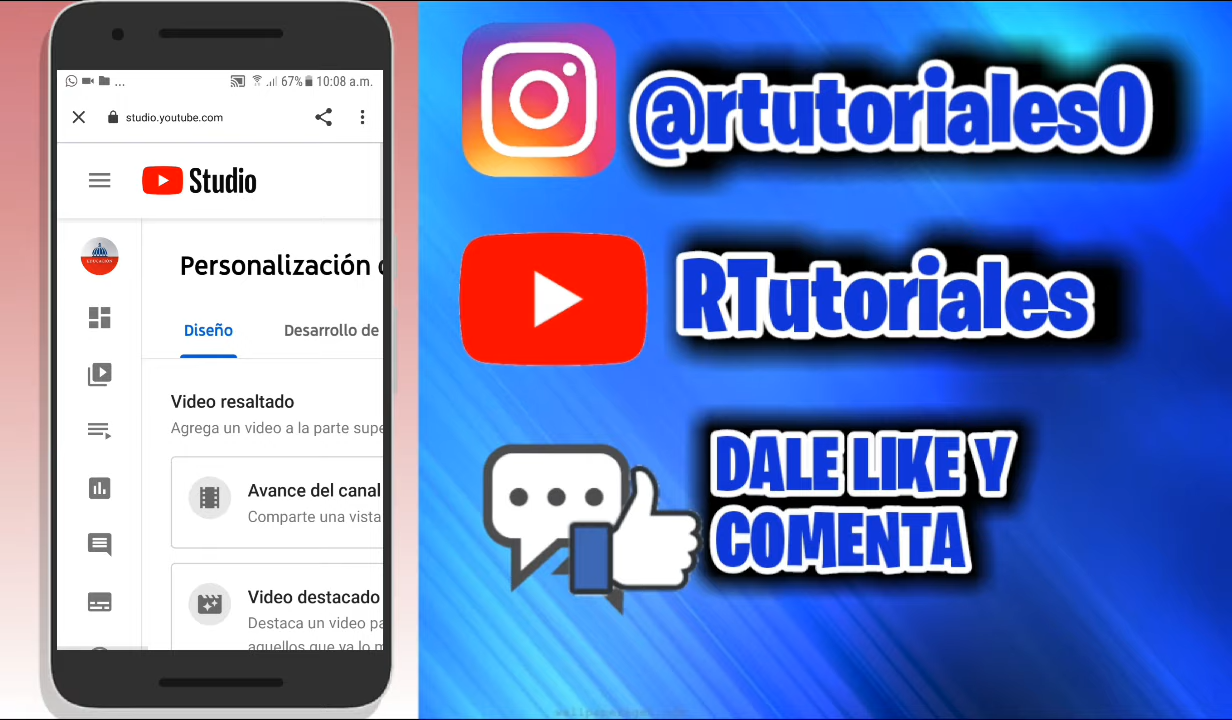 ... 67% 10:08 a.m.
studio.youtube.com
Studio
EDUCACIÓN
Personalización
Diseño Desarrollo de
Video resaltado
Agrega un video a la parte supe
Avance del canal
Comparte una vista
Video destacado
Destaca un video pa
aquellos que ya lo
@rtutoriales0
RTutoriales
DALE LIKE Y
COMENTA